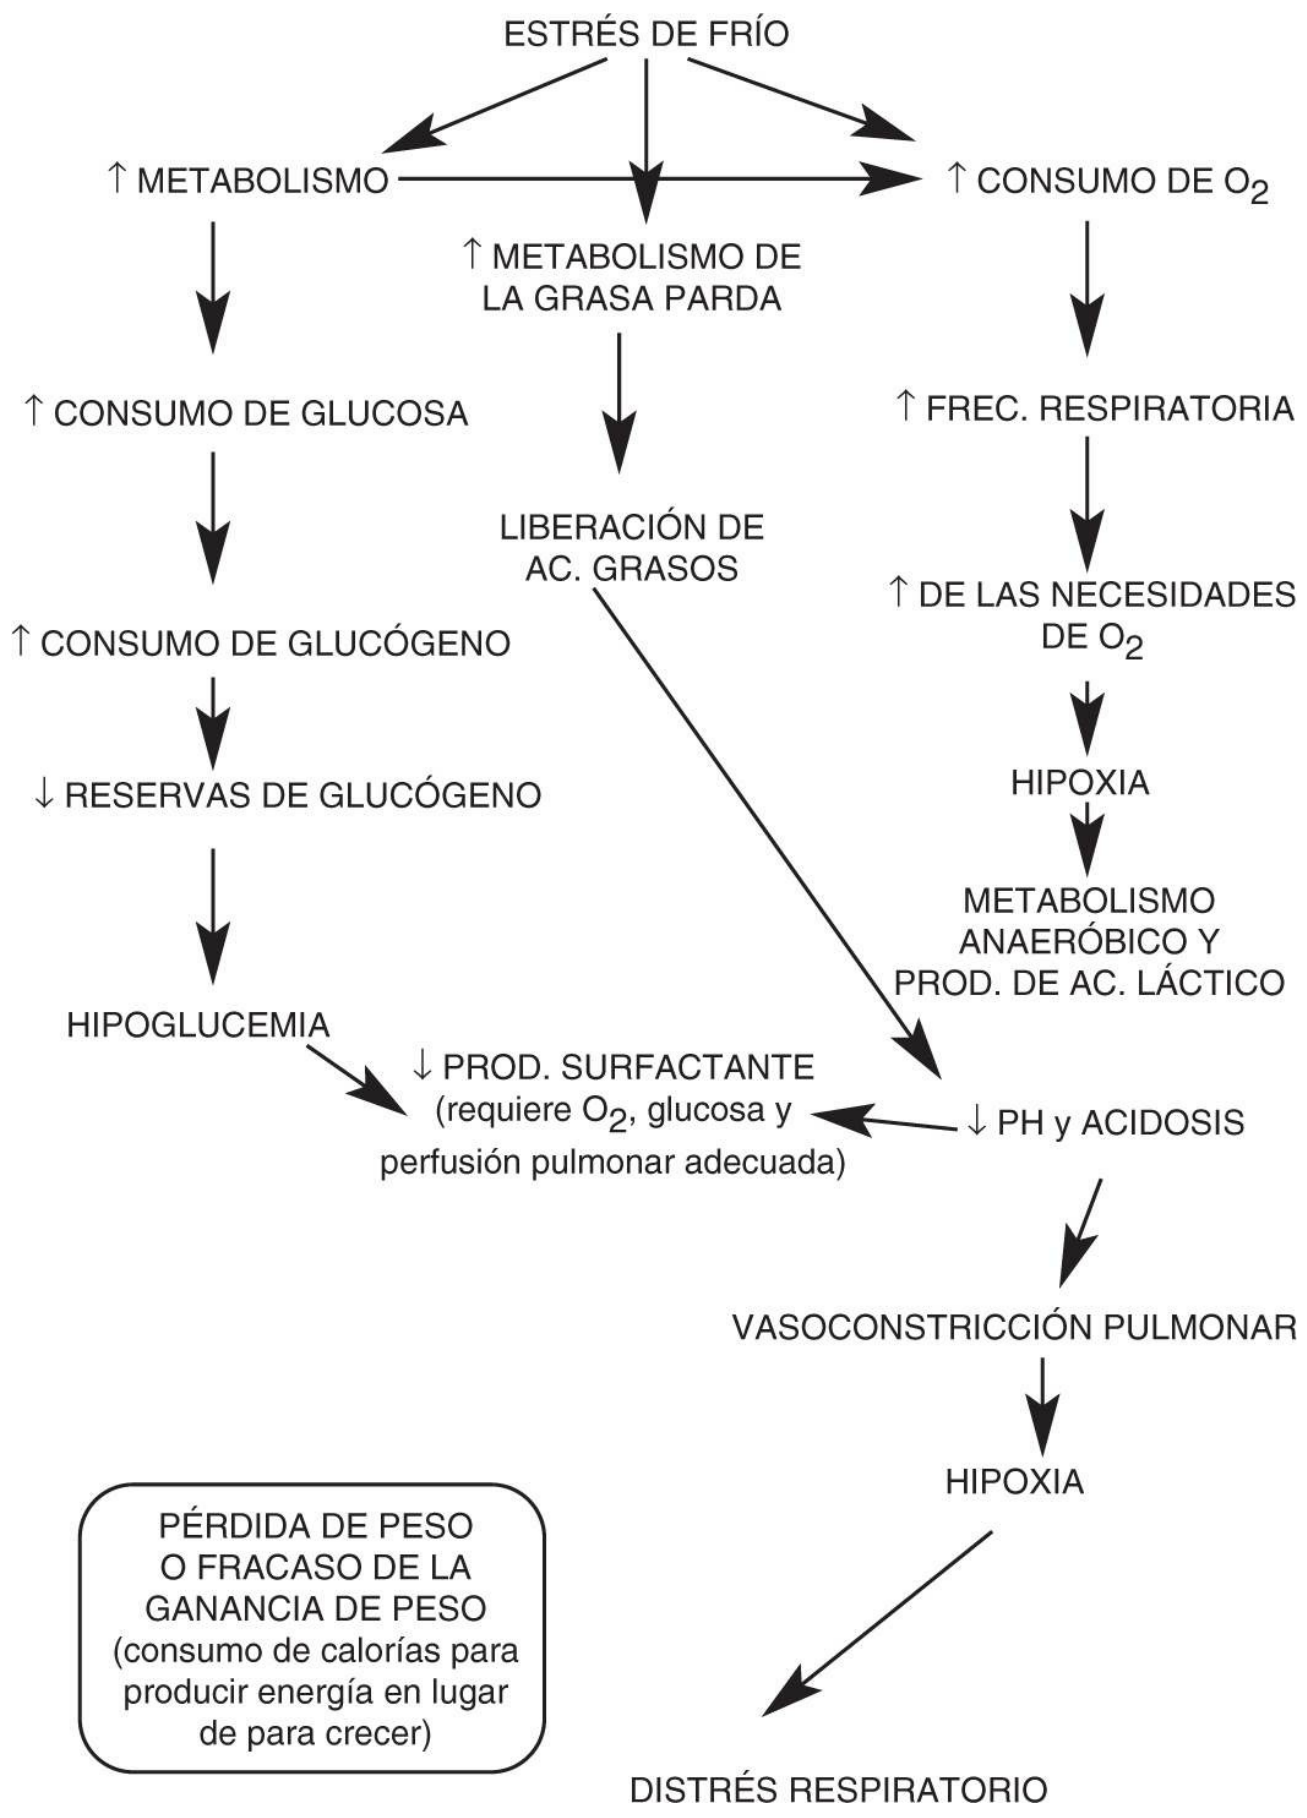 ESTRÉS DE FRÍO
↑ METABOLISMO
↑ CONSUMO DE O2
↑ METABOLISMO DE
LA GRASA PARDA
↑ CONSUMO DE GLUCOSA
↑ FREC. RESPIRATORIA
LIBERACIÓN DE
AC. GRASOS
↑ DE LAS NECESIDADES
DE O2
↑ CONSUMO DE GLUCÓGENO
↓ RESERVAS DE GLUCÓGENO
HIPOXIA
METABOLISMO
ANAERÓBICO Y
PROD. DE AC. LÁCTICO
HIPOGLUCEMIA
↓ PROD. SURFACTANTE
(requiere O2, glucosa y
perfusión pulmonar adecuada)
↓ PH y ACIDOSIS
VASOCONSTRICCIÓN PULMONAR
HIPOXIA
PÉRDIDA DE PESO
O FRACASO DE LA
GANANCIA DE PESO
(consumo de calorías para
producir energía en lugar
de para crecer)
DISTRÉS RESPIRATORIO